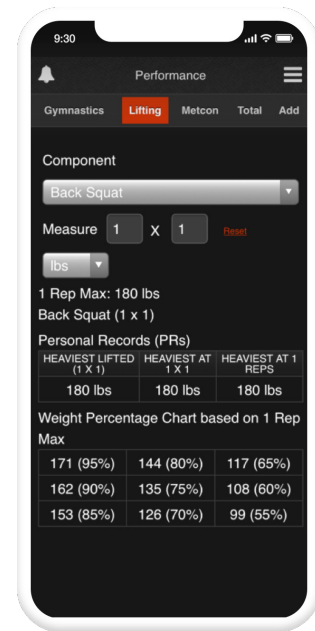 9:30
Performance
Gymnastics Lifting Metcon Total Add
Component
Back Squat
Measure 1 X 1 Reset
lbs
1 Rep Max: 180 lbs
Back Squat (1 x 1)
Personal Records (PRs)
HEAVIEST LIFTED (1 X 1) HEAVIEST AT 1 X 1 HEAVIEST AT 1 REPS
180 lbs 180 lbs 180 lbs
Weight Percentage Chart based on 1 Rep
Max
171 (95%) 144 (80%) 117 (65%)
162 (90%) 135 (75%) 108 (60%)
153 (85%) 126 (70%) 99 (55%)